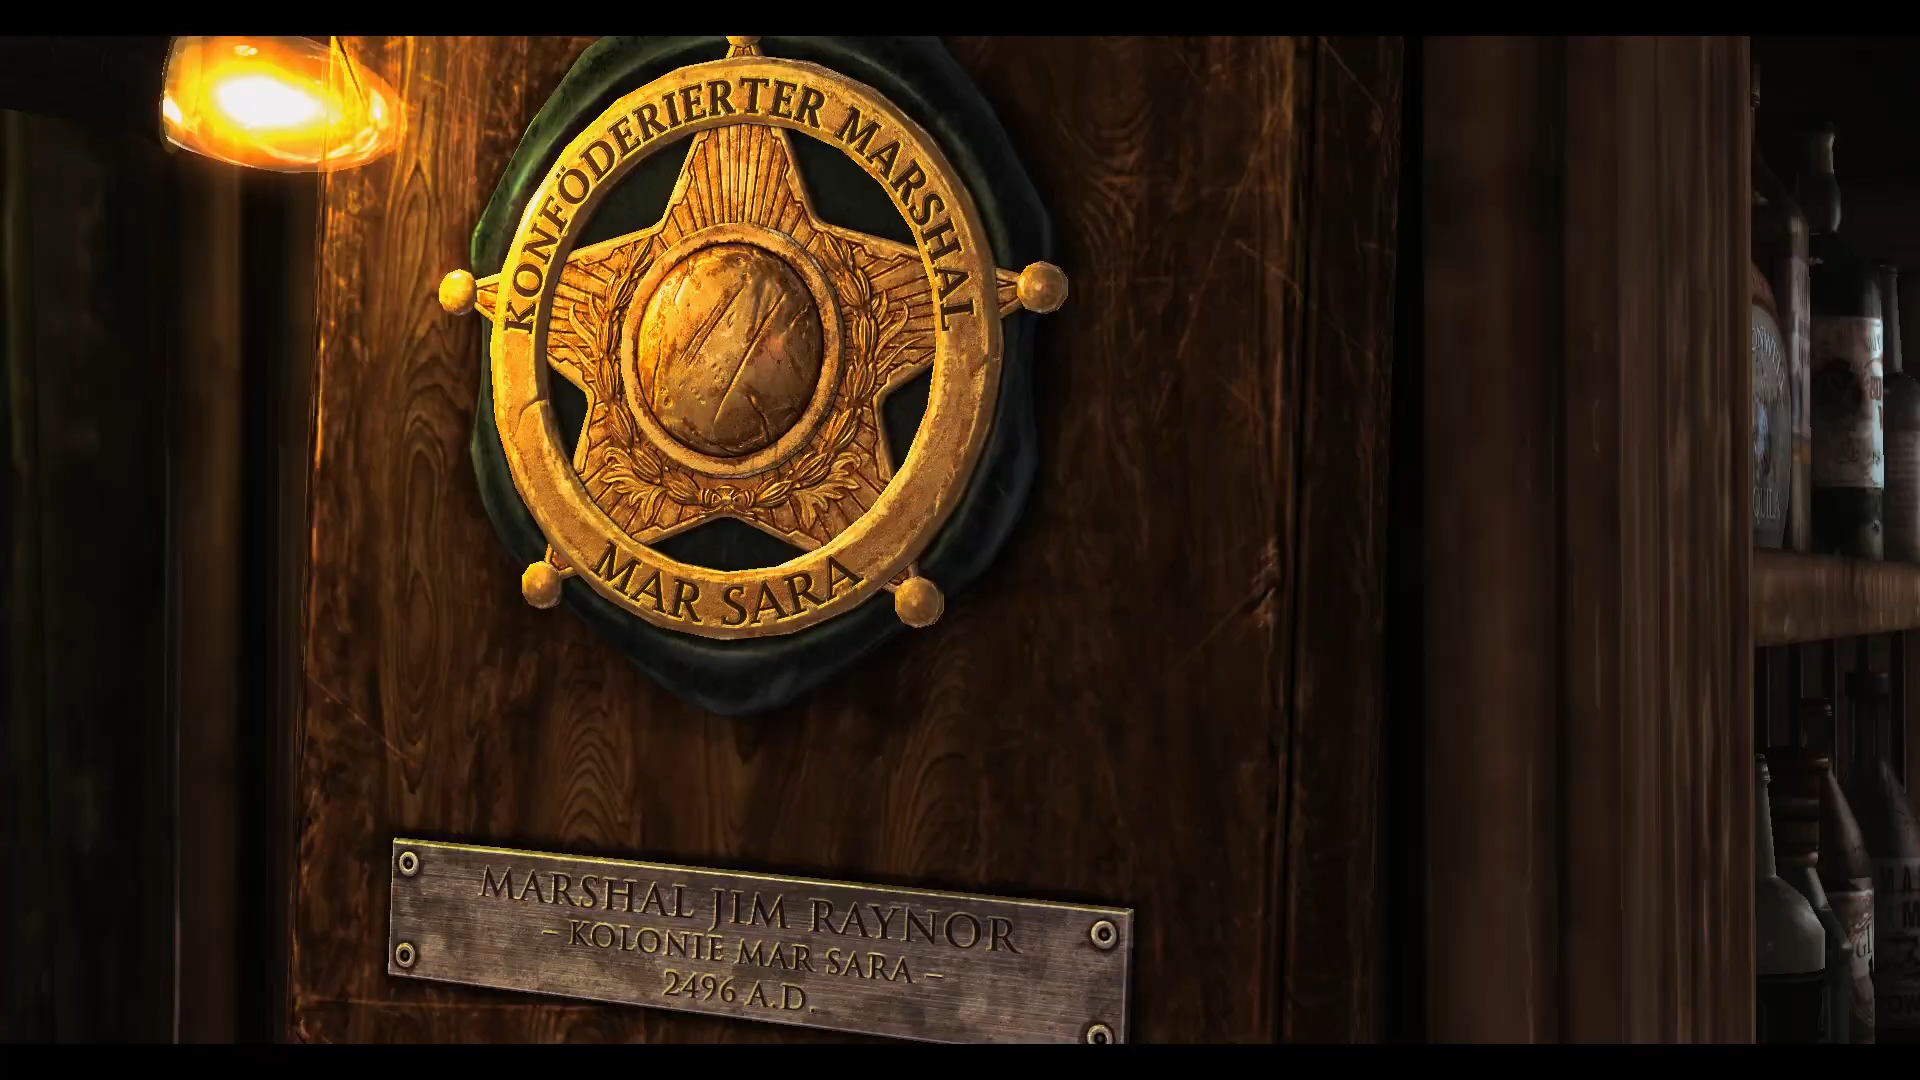 KONFÖDERIERTER MARSHAL
MAR SARA
MARSHAL JIM RAYNOR
– KOLONIE MAR SARA –
2496 A.D.